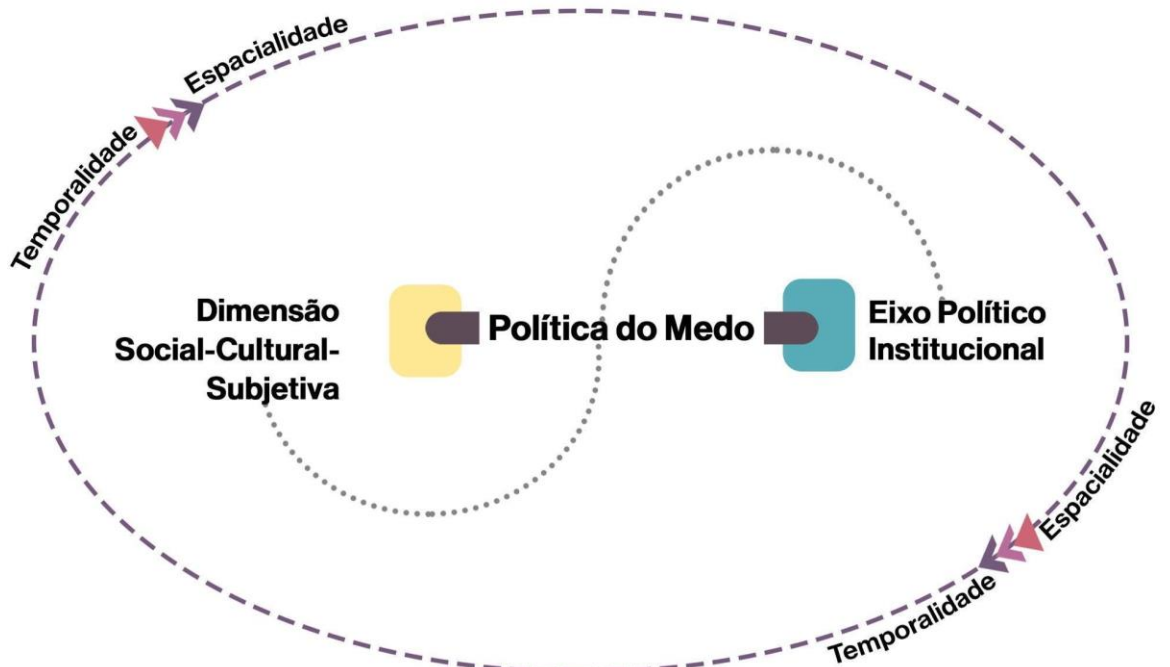 Espacialidade
Temporalidade
Dimensão
Social-Cultural-
Subjetiva
Política do Medo
Eixo Político
Institucional
Espacialidade
Temporalidade